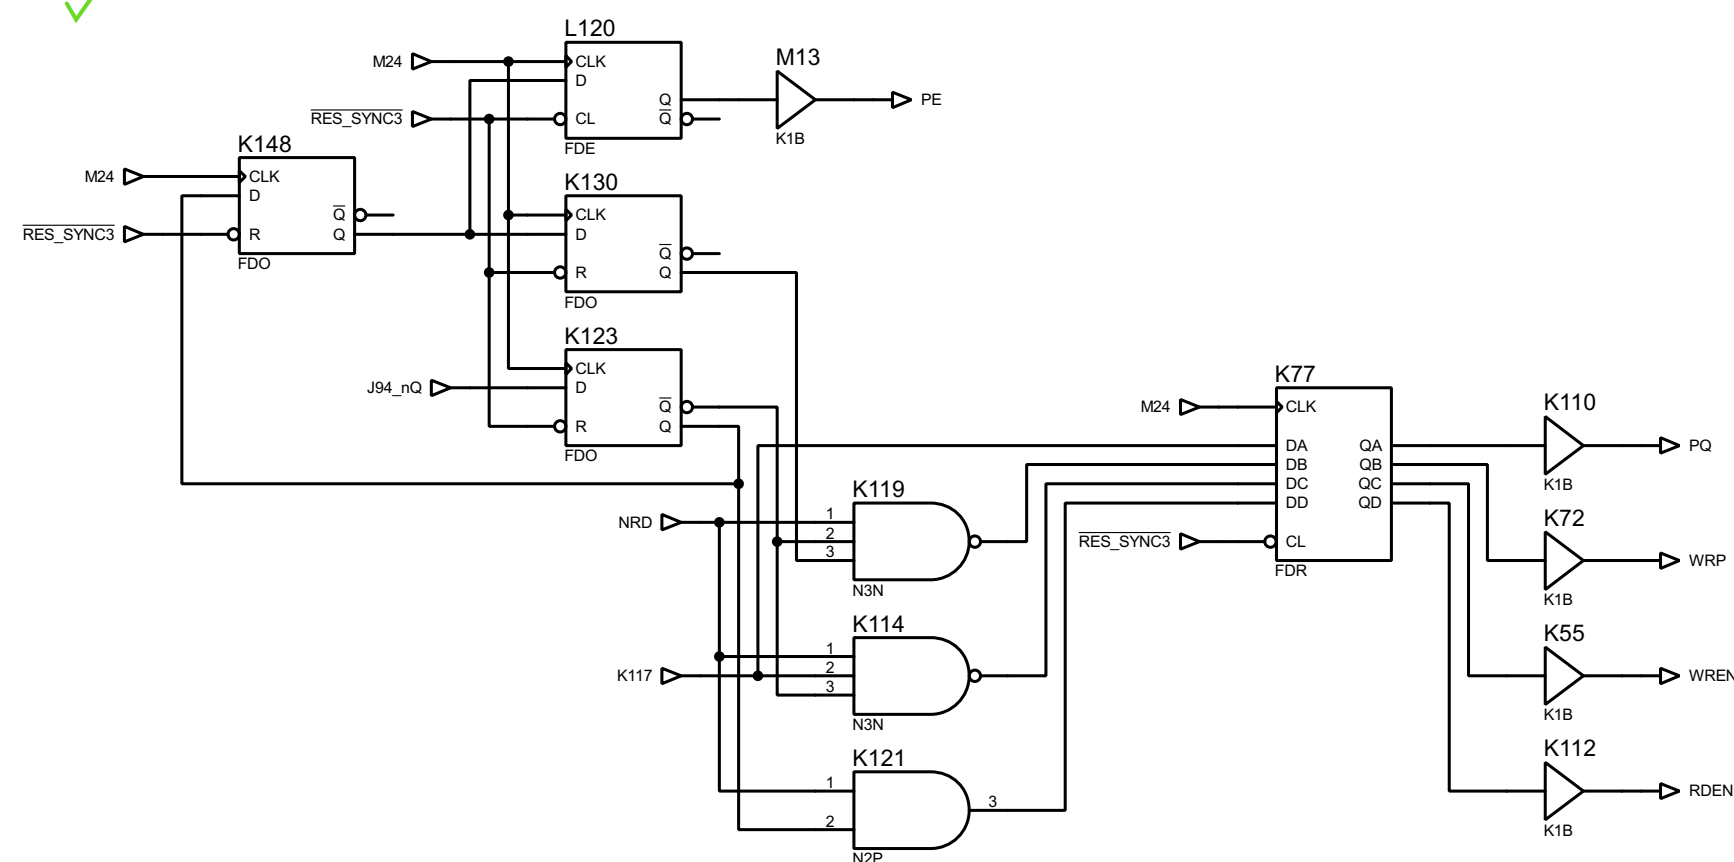 L120
M24
CLK
D
RES_SYNC3
CL
Q
Q
FDE
M13
K1B
PE
K148
M24
CLK
D
RES_SYNC3
R
Q
Q
FDO
K130
CLK
D
R
Q
Q
FDO
K123
CLK
J94_nQ
D
R
Q
Q
FDO
K77
M24
CLK
DA
DB
DC
DD
QA
QB
QC
QD
RES_SYNC3
CL
FDR
K110
K1B
PQ
K72
K1B
WRP
K55
K1B
WREN
K112
K1B
RDEN
K119
NRD
1
2
3
N3N
K114
K117
1
2
3
N3N
K121
1
2
3
N2P